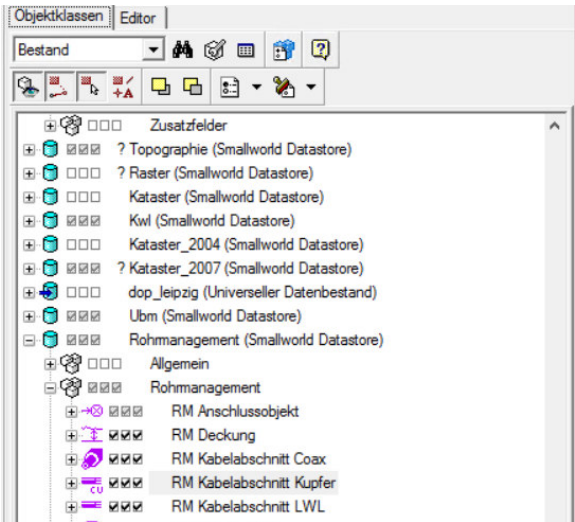 Objektklassen Editor
Bestand
Zusatzfelder
? Topographie (Smallworld Datastore)
? Raster (Smallworld Datastore)
Kataster (Smallworld Datastore)
Kwl (Smallworld Datastore)
Kataster_2004 (Smallworld Datastore)
? Kataster_2007 (Smallworld Datastore)
dop_leipzig (Universeller Datenbestand)
Ubm (Smallworld Datastore)
Rohrmanagement (Smallworld Datastore)
Allgemein
Rohrmanagement
RM Anschlussobjekt
RM Deckung
RM Kabelabschnitt Coax
CU RM Kabelabschnitt Kupfer
RM Kabelabschnitt LWL